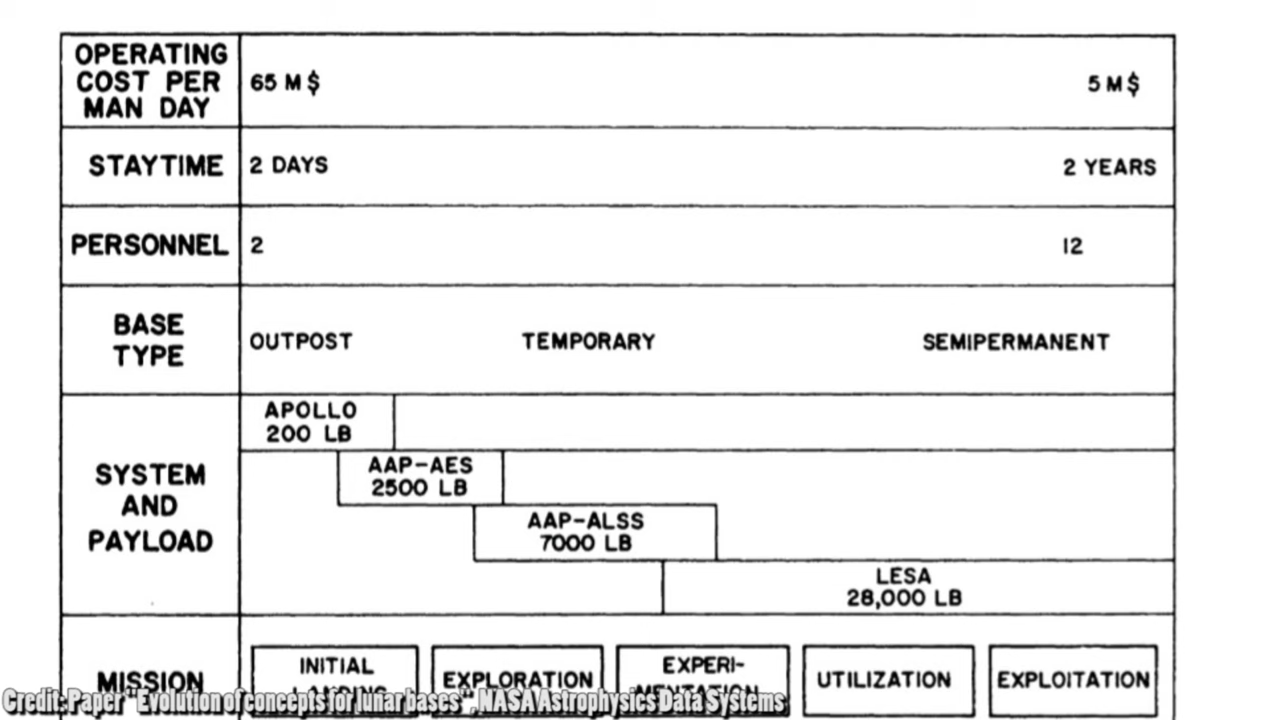 OPERATING
COST PER
MAN DAY
65 M $
5 M $
STAYTIME
2 DAYS
2 YEARS
PERSONNEL
2
12
BASE
TYPE
OUTPOST
TEMPORARY
SEMIPERMANENT
SYSTEM
AND
PAYLOAD
APOLLO
200 LB
AAP-AES
2500 LB
AAP-ALSS
7000 LB
LESA
28,000 LB
MISSION
INITIAL
LANDING
EXPLORATION
EXPERI-
MENTATION
UTILIZATION
EXPLOITATION
Credit: Paper "Evolution of concepts for lunar bases", NASA Astrophysics Data Systems